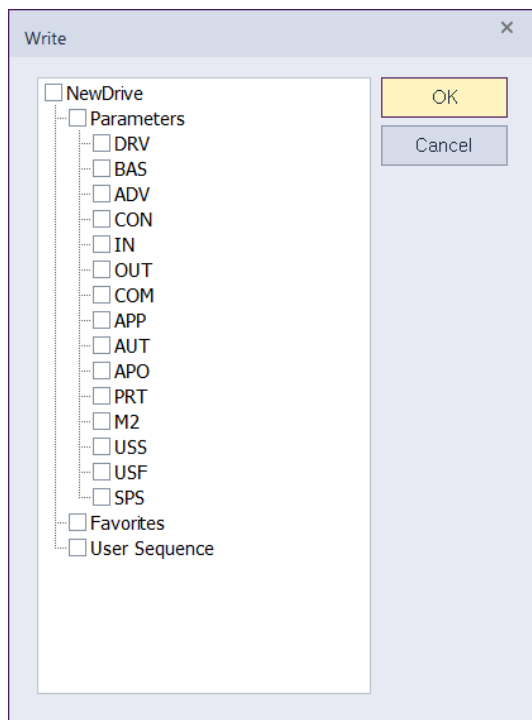 Write
NewDrive
Parameters
DRV
BAS
ADV
CON
IN
OUT
COM
APP
AUT
APO
PRT
M2
USS
USF
SPS
Favorites
User Sequence
OK
Cancel